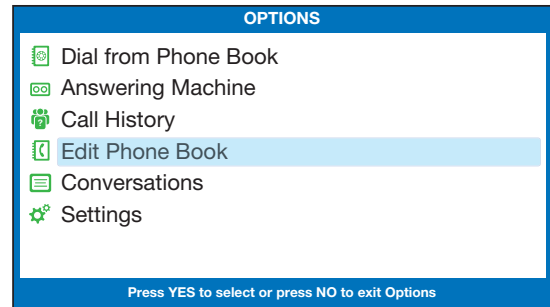 OPTIONS
Dial from Phone Book
Answering Machine
Call History
Edit Phone Book
Conversations
Settings
Press YES to select or press NO to exit Options